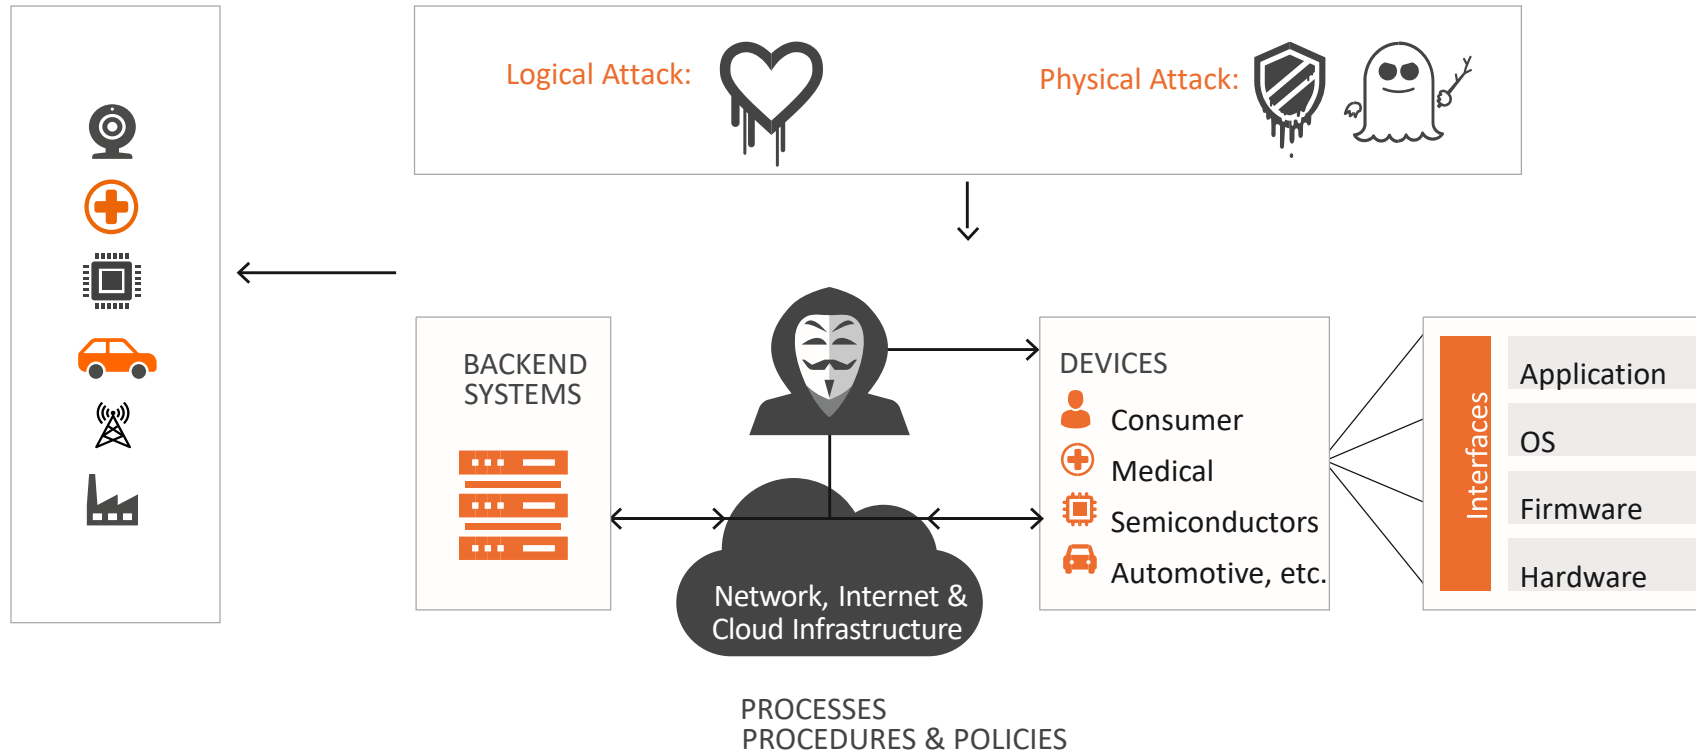 Logical Attack:
Physical Attack:
BACKEND
SYSTEMS
DEVICES
Consumer
Medical
Semiconductors
Automotive, etc.
Interfaces
Application
OS
Firmware
Hardware
Network, Internet &
Cloud Infrastructure
PROCESSES
PROCEDURES & POLICIES